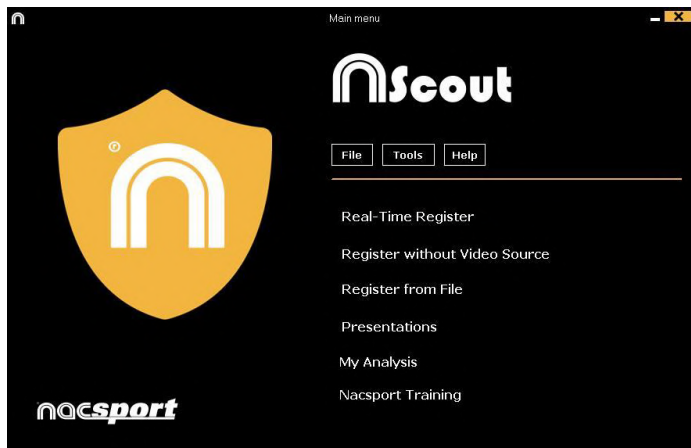 Main menu
nScout
File Tools Help
Real-Time Register
Register without Video Source
Register from File
Presentations
My Analysis
Nacsport Training
nacsport